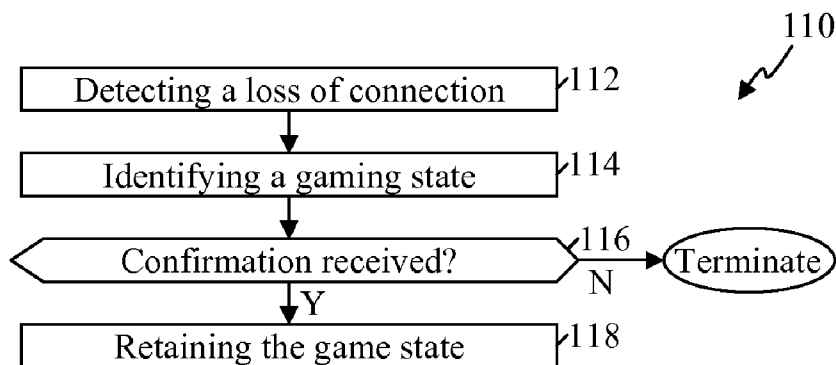 110
Detecting a loss of connection 112
Identifying a gaming state 114
Confirmation received? 116
Terminate
N
Y
Retaining the game state 118